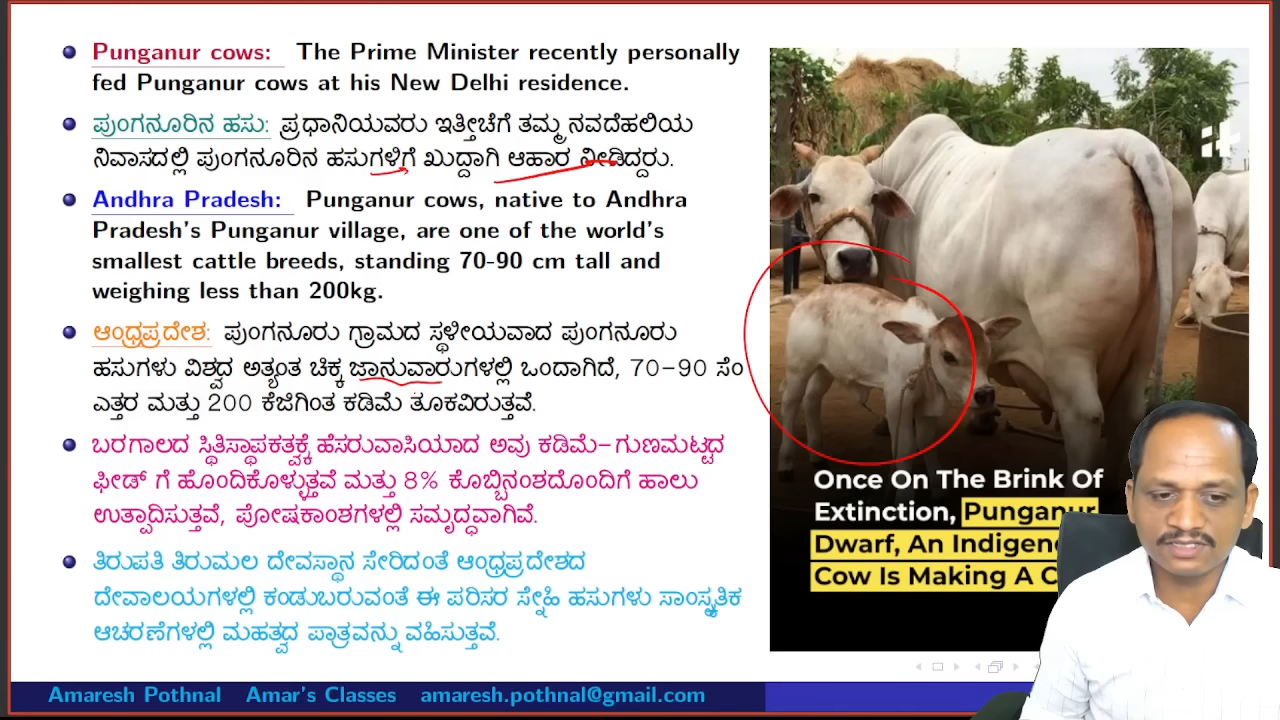 Punganur cows: The Prime Minister recently personally
fed Punganur cows at his New Delhi residence.
ಪುಂಗನೂರಿನ ಹಸು: ಪ್ರಧಾನಿಯವರು ಇತ್ತೀಚೆಗೆ ತಮ್ಮ ನವದೆಹಲಿಯ
ನಿವಾಸದಲ್ಲಿ ಪುಂಗನೂರಿನ ಹಸುಗಳಿಗೆ ಖುದ್ದಾಗಿ ಆಹಾರ ನೀಡಿದ್ದರು.
Andhra Pradesh: Punganur cows, native to Andhra
Pradesh's Punganur village, are one of the world's
smallest cattle breeds, standing 70-90 cm tall and
weighing less than 200kg.
ಆಂಧ್ರಪ್ರದೇಶ: ಪುಂಗನೂರು ಗ್ರಾಮದ ಸ್ಥಳೀಯವಾದ ಪುಂಗನೂರು
ಹಸುಗಳು ವಿಶ್ವದ ಅತ್ಯಂತ ಚಿಕ್ಕ ಜಾನುವಾರುಗಳಲ್ಲಿ ಒಂದಾಗಿದೆ, 70-90 ಸೆಂ
ಎತ್ತರ ಮತ್ತು 200 ಕೆಜಿಗಿಂತ ಕಡಿಮೆ ತೂಕವಿರುತ್ತವೆ.
ಬರಗಾಲದ ಸ್ಥಿತಿಸ್ಥಾಪಕತ್ವಕ್ಕೆ ಹೆಸರುವಾಸಿಯಾದ ಅವು ಕಡಿಮೆ-ಗುಣಮಟ್ಟದ
ಫೀಡ್ ಗೆ ಹೊಂದಿಕೊಳ್ಳುತ್ತವೆ ಮತ್ತು 8% ಕೊಬ್ಬಿನಂಶದೊಂದಿಗೆ ಹಾಲು
ಉತ್ಪಾದಿಸುತ್ತವೆ, ಪೋಷಕಾಂಶಗಳಲ್ಲಿ ಸಮೃದ್ಧವಾಗಿವೆ.
ತಿರುಪತಿ ತಿರುಮಲ ದೇವಸ್ಥಾನ ಸೇರಿದಂತೆ ಆಂಧ್ರಪ್ರದೇಶದ
ದೇವಾಲಯಗಳಲ್ಲಿ ಕಂಡುಬರುವಂತೆ ಈ ಪರಿಸರ ಸ್ನೇಹಿ ಹಸುಗಳು ಸಾಂಸ್ಕೃತಿಕ
ಆಚರಣೆಗಳಲ್ಲಿ ಮಹತ್ವದ ಪಾತ್ರವನ್ನು ವಹಿಸುತ್ತವೆ.
Once On The Brink Of
Extinction, Punganur
Dwarf, An Indigen
Cow Is Making A C
Amaresh Pothnal Amar's Classes amaresh.pothnal@gmail.com